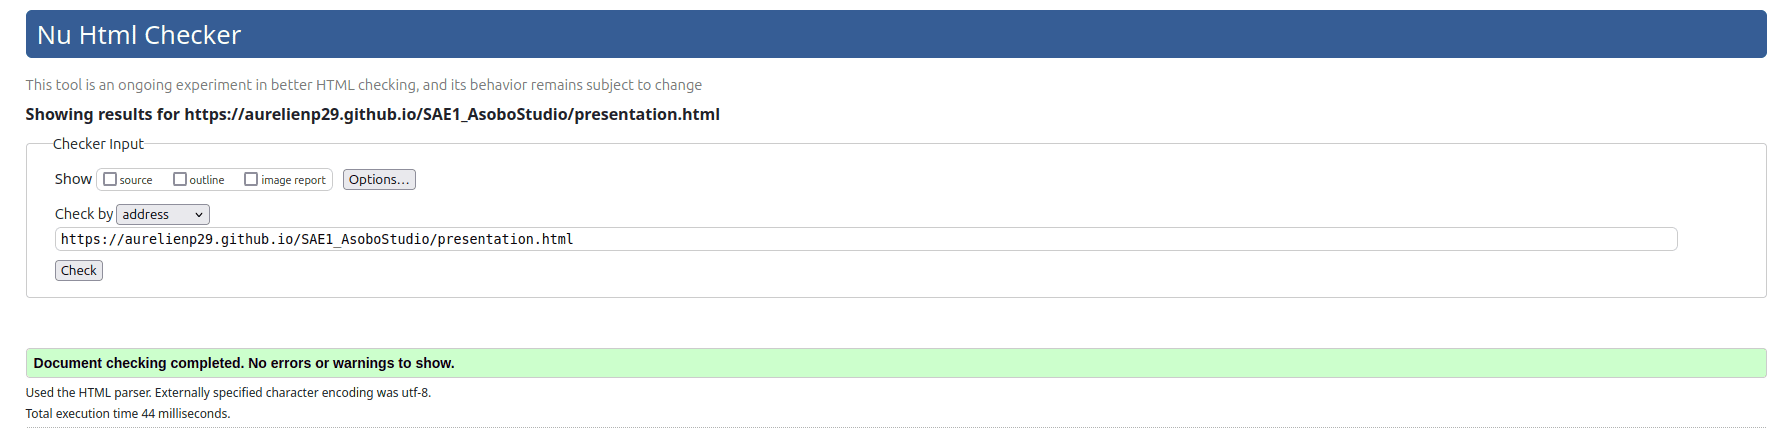 Nu Html Checker
This tool is an ongoing experiment in better HTML checking, and its behavior remains subject to change
Showing results for https://aurelienp29.github.io/SAE1_AsoboStudio/presentation.html
Checker Input
Show source outline image report Options...
Check by address
https://aurelienp29.github.io/SAE1_AsoboStudio/presentation.html
Check
Document checking completed. No errors or warnings to show.
Used the HTML parser. Externally specified character encoding was utf-8.
Total execution time 44 milliseconds.